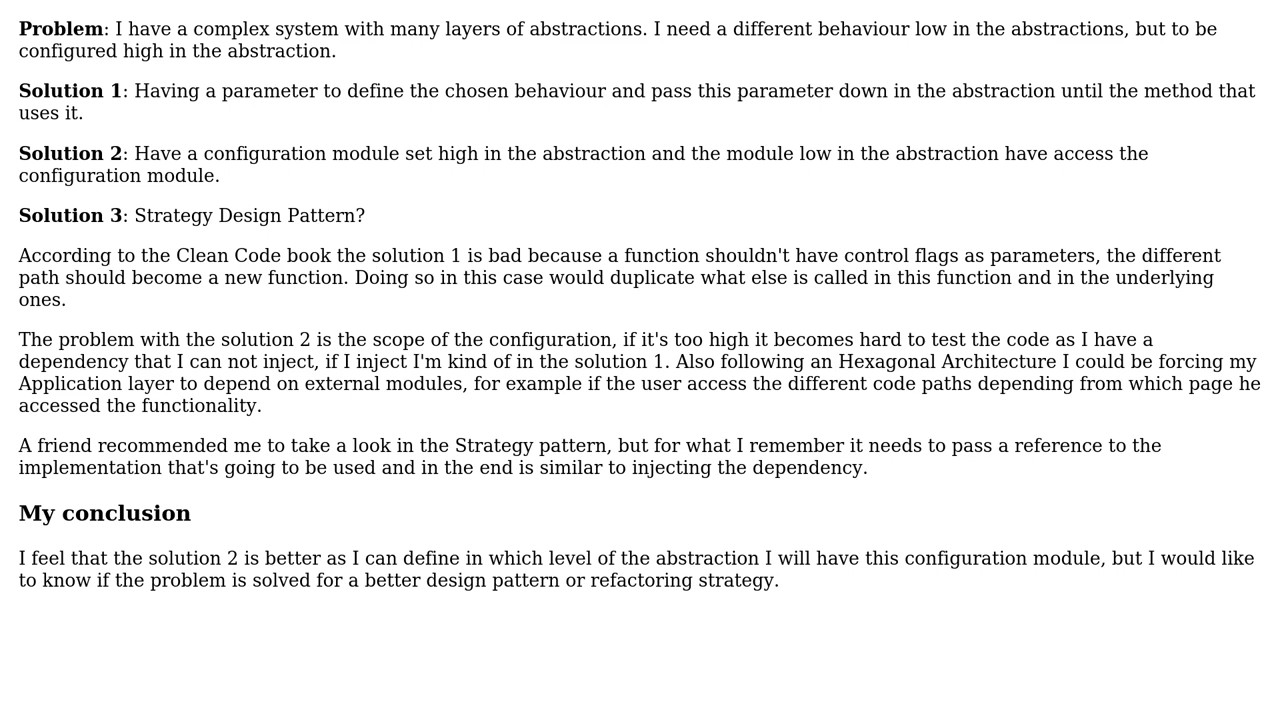 Problem: I have a complex system with many layers of abstractions. I need a different behaviour low in the abstractions, but to be
configured high in the abstraction.
Solution 1: Having a parameter to define the chosen behaviour and pass this parameter down in the abstraction until the method that
uses it.
Solution 2: Have a configuration module set high in the abstraction and the module low in the abstraction have access the
configuration module.
Solution 3: Strategy Design Pattern?
According to the Clean Code book the solution 1 is bad because a function shouldn't have control flags as parameters, the different
path should become a new function. Doing so in this case would duplicate what else is called in this function and in the underlying
ones.
The problem with the solution 2 is the scope of the configuration, if it's too high it becomes hard to test the code as I have a
dependency that I can not inject, if I inject I'm kind of in the solution 1. Also following an Hexagonal Architecture I could be forcing my
Application layer to depend on external modules, for example if the user access the different code paths depending from which page he
accessed the functionality.
A friend recommended me to take a look in the Strategy pattern, but for what I remember it needs to pass a reference to the
implementation that's going to be used and in the end is similar to injecting the dependency.
My conclusion
I feel that the solution 2 is better as I can define in which level of the abstraction I will have this configuration module, but I would like
to know if the problem is solved for a better design pattern or refactoring strategy.